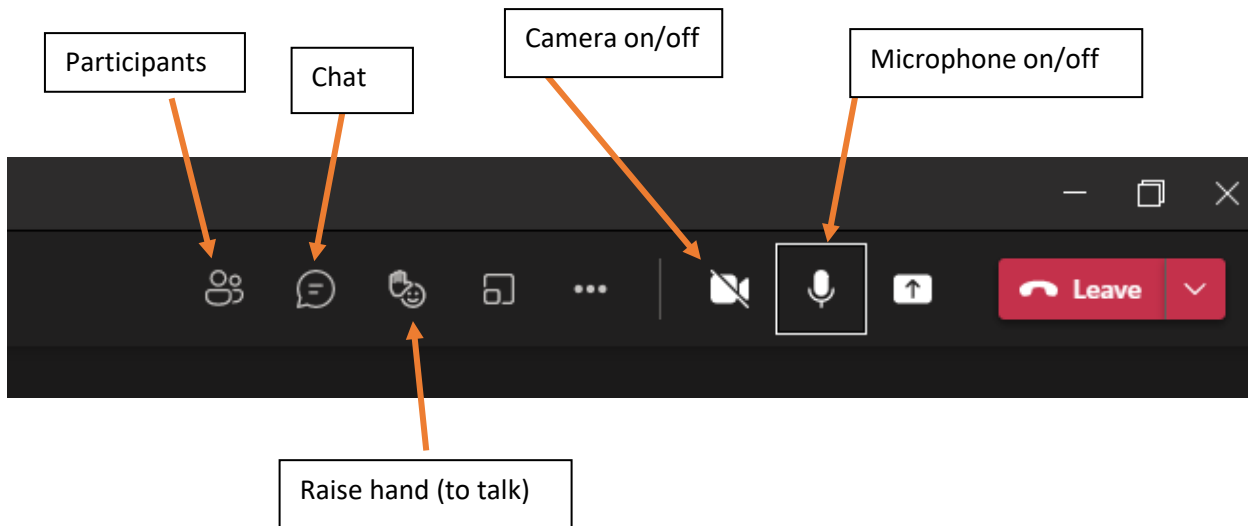 Camera on/off
Participants
Microphone on/off
Chat
Leave
Raise hand (to talk)